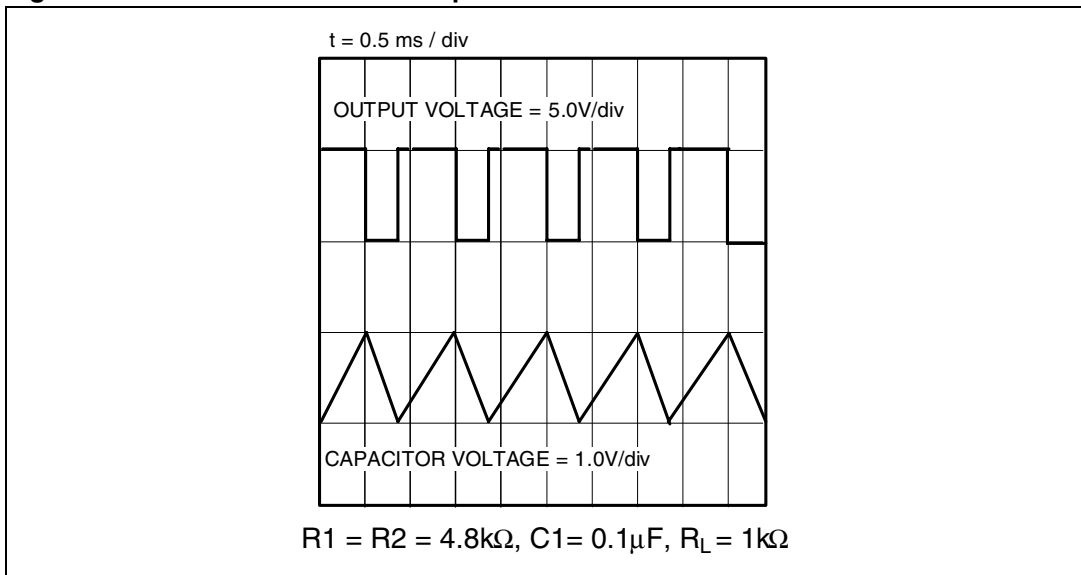 t = 0.5 ms / div
OUTPUT VOLTAGE = 5.0V/div
CAPACITOR VOLTAGE = 1.0V/div
R1 = R2 = 4.8kΩ, C1= 0.1μF, RL= 1kΩ